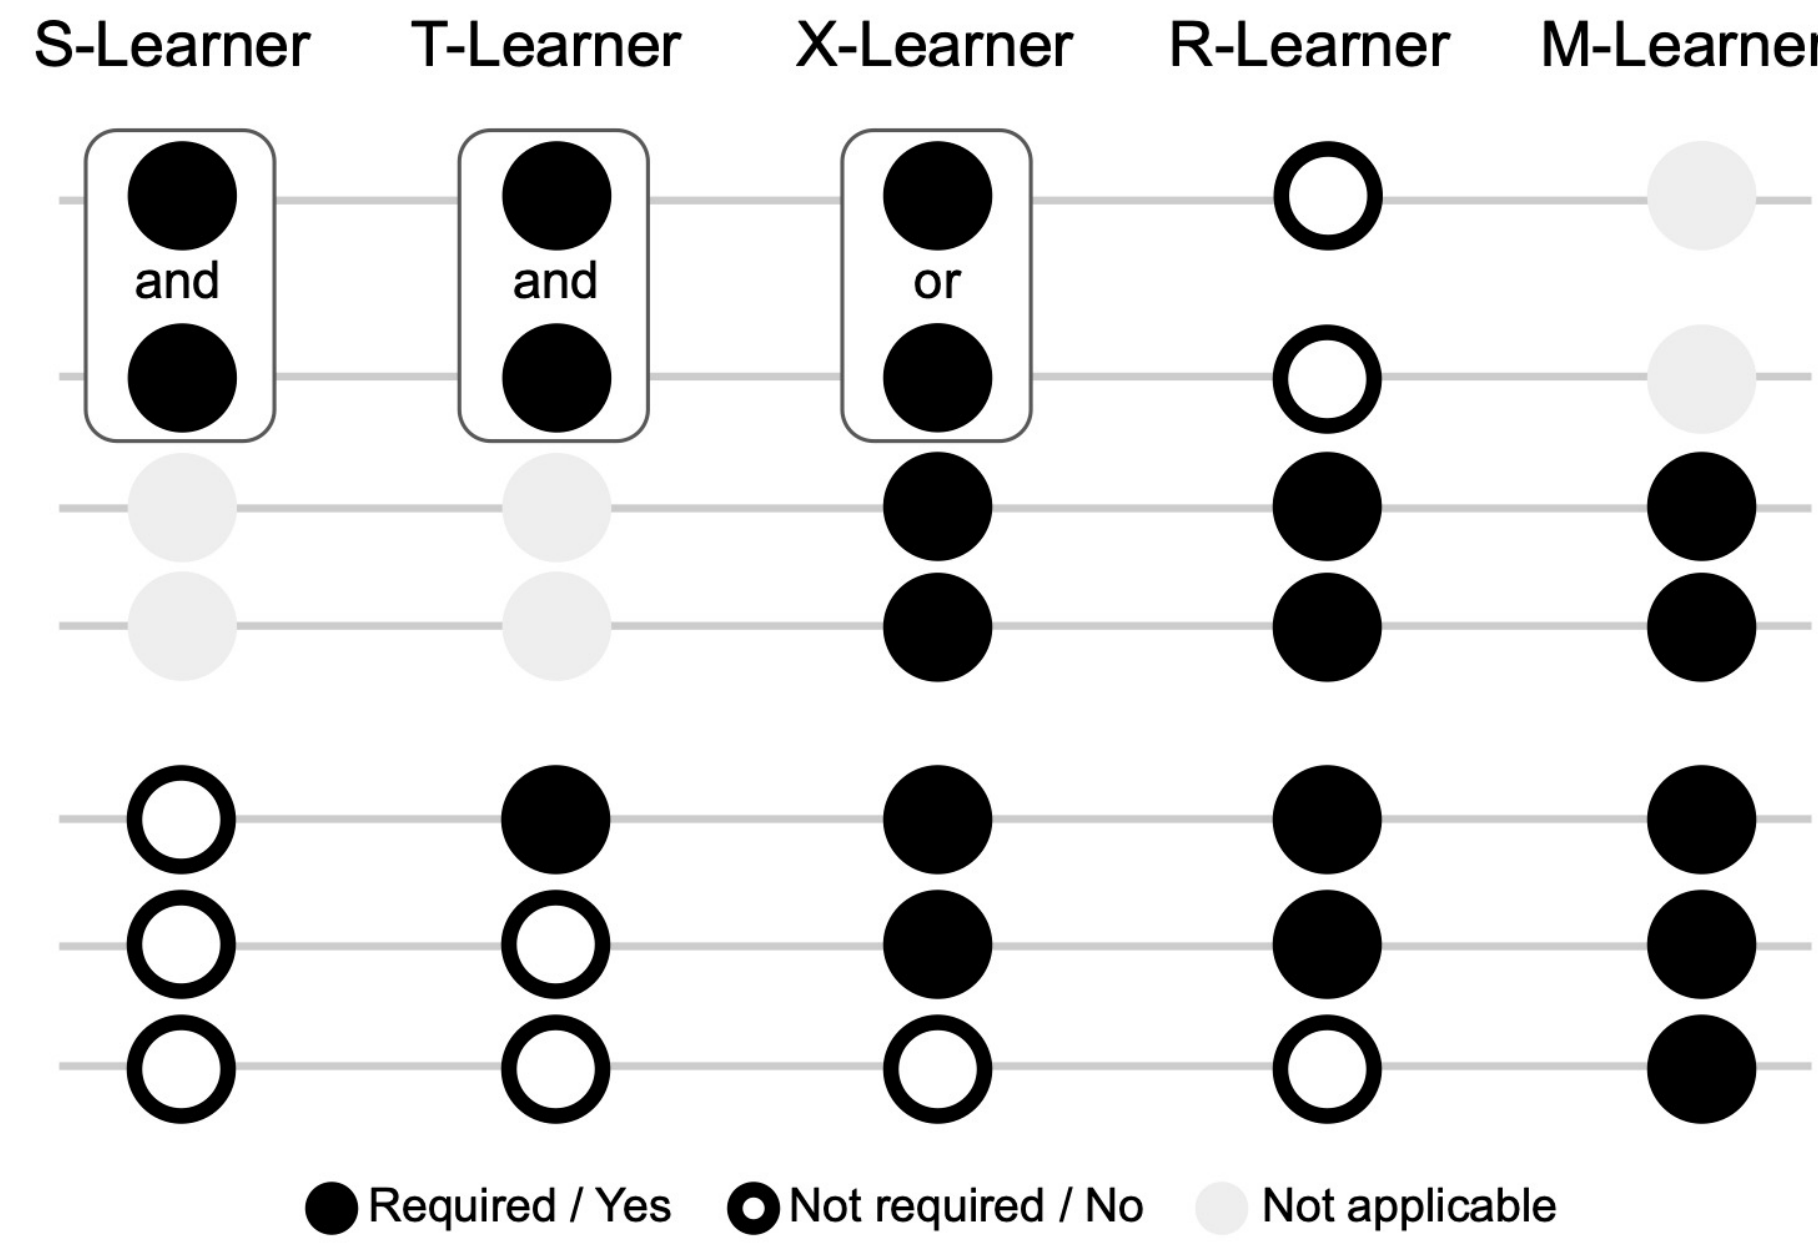 S-Learner T-Learner X-Learner R-Learner M-Learner
and and or
Required / Yes Not required / No Not applicable